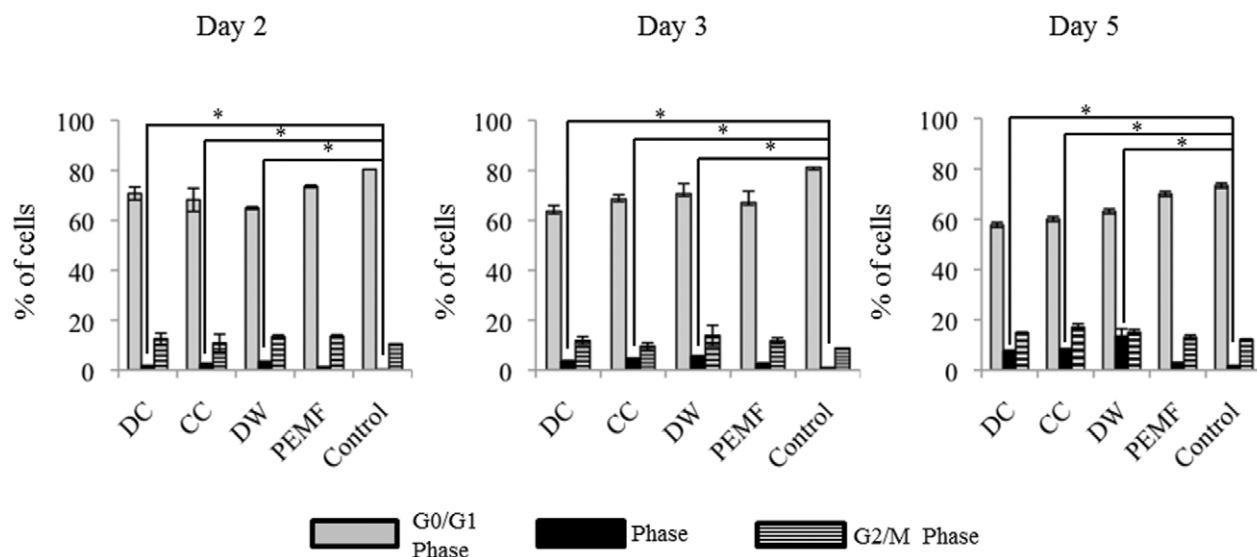 Day 2
Day 3
Day 5
*
*
*
% of cells
100
80
60
40
20
0
DC
CC
DW
PEMF
Control
*
*
*
% of cells
100
80
60
40
20
0
DC
CC
DW
PEMF
Control
*
*
*
% of cells
100
80
60
40
20
0
DC
CC
DW
PEMF
Control
G0/G1
Phase
Phase
G2/M Phase